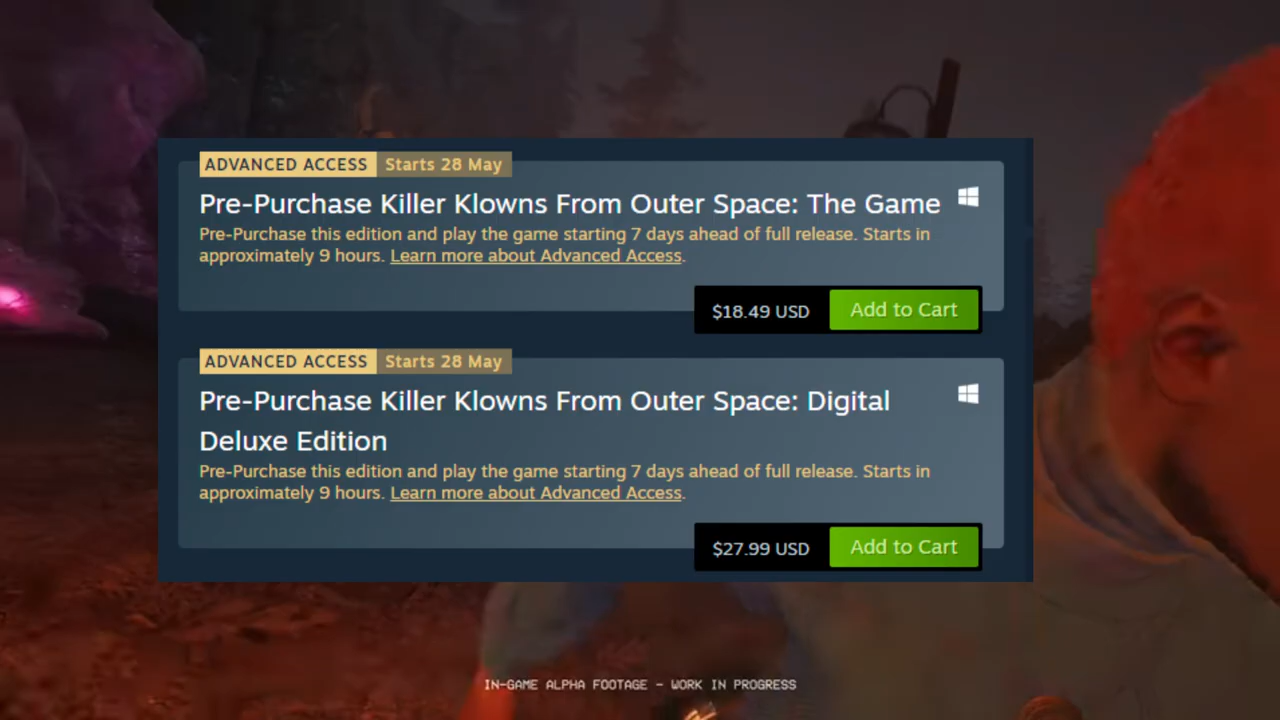 ADVANCED ACCESS Starts 28 May
Pre-Purchase Killer Klowns From Outer Space: The Game
Pre-Purchase this edition and play the game starting 7 days ahead of full release. Starts in
approximately 9 hours. Learn more about Advanced Access.
$18.49 USD Add to Cart
ADVANCED ACCESS Starts 28 May
Pre-Purchase Killer Klowns From Outer Space: Digital
Deluxe Edition
Pre-Purchase this edition and play the game starting 7 days ahead of full release. Starts in
approximately 9 hours. Learn more about Advanced Access.
$27.99 USD Add to Cart
IN-GAME ALPHA FOOTAGE - WORK IN PROGRESS